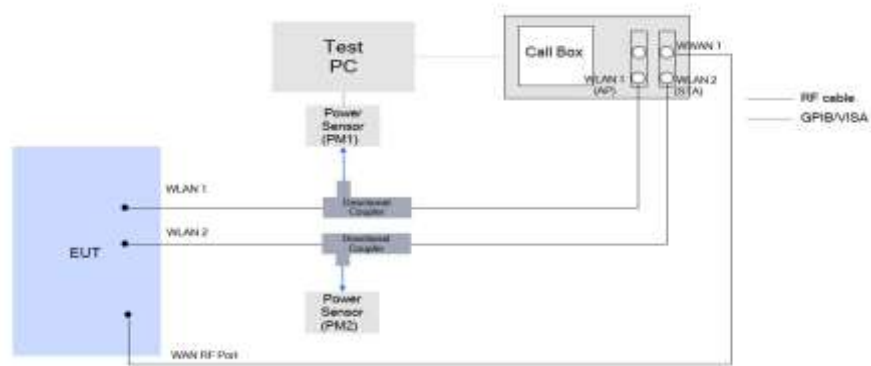 Test
PC
Call Box
WWAN 1
WLAN 1
(AP)
WLAN 2
(STA)
RF cable
GPIB/VISA
Power
Sensor
(PM1)
WLAN 1
Directional
Coupler
WLAN 2
Directional
Coupler
EUT
Power
Sensor
(PM2)
WAN RF Port